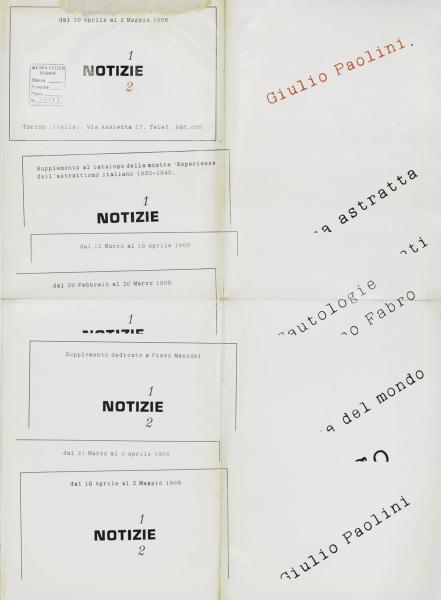 dal 10 Aprile al 2 Maggio 1968
1
NOTIZIE
2
Torino (Italia). Via Assietta 17. Telef. 546.008
Giulio Paolini.
Supplemento al catalogo della mostra "Esperienze
dell'astrattismo italiano 1930-1940.
1
NOTIZIE
a astratta
dal 12 Marzo al 15 Aprile 1968
ti
dal 29 Febbraio al 20 Marzo 1968
autologie
no Fabro
NOTIZIE
Supplemento dedicato a Piero Manzoni
1
NOTIZIE
2
a del mondo
dal 21 Marzo al 9 Aprile 1968
dal 10 Aprile al 2 Maggio 1968
1
NOTIZIE
2
Giulio Paolini